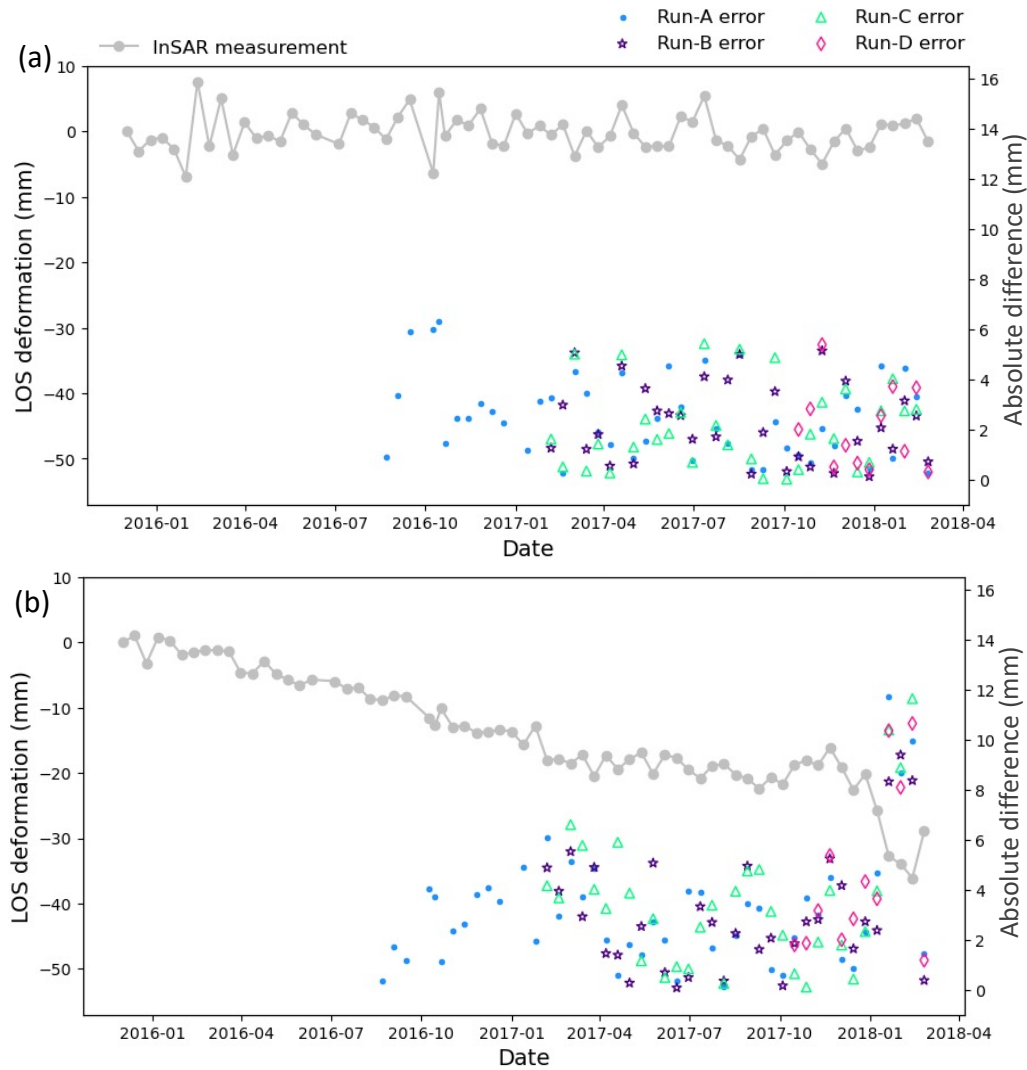 InSAR measurement
Run-A error
Run-B error
Run-C error
Run-D error
(a)
10
0
−10
−20
−30
−40
−50
LOS deformation (mm)
16
14
12
10
8
6
4
2
0
Absolute difference (mm)
2016-01 2016-04 2016-07 2016-10 2017-01 2017-04 2017-07 2017-10 2018-01 2018-04
Date
(b)
10
0
−10
−20
−30
−40
−50
LOS deformation (mm)
16
14
12
10
8
6
4
2
0
Absolute difference (mm)
2016-01 2016-04 2016-07 2016-10 2017-01 2017-04 2017-07 2017-10 2018-01 2018-04
Date